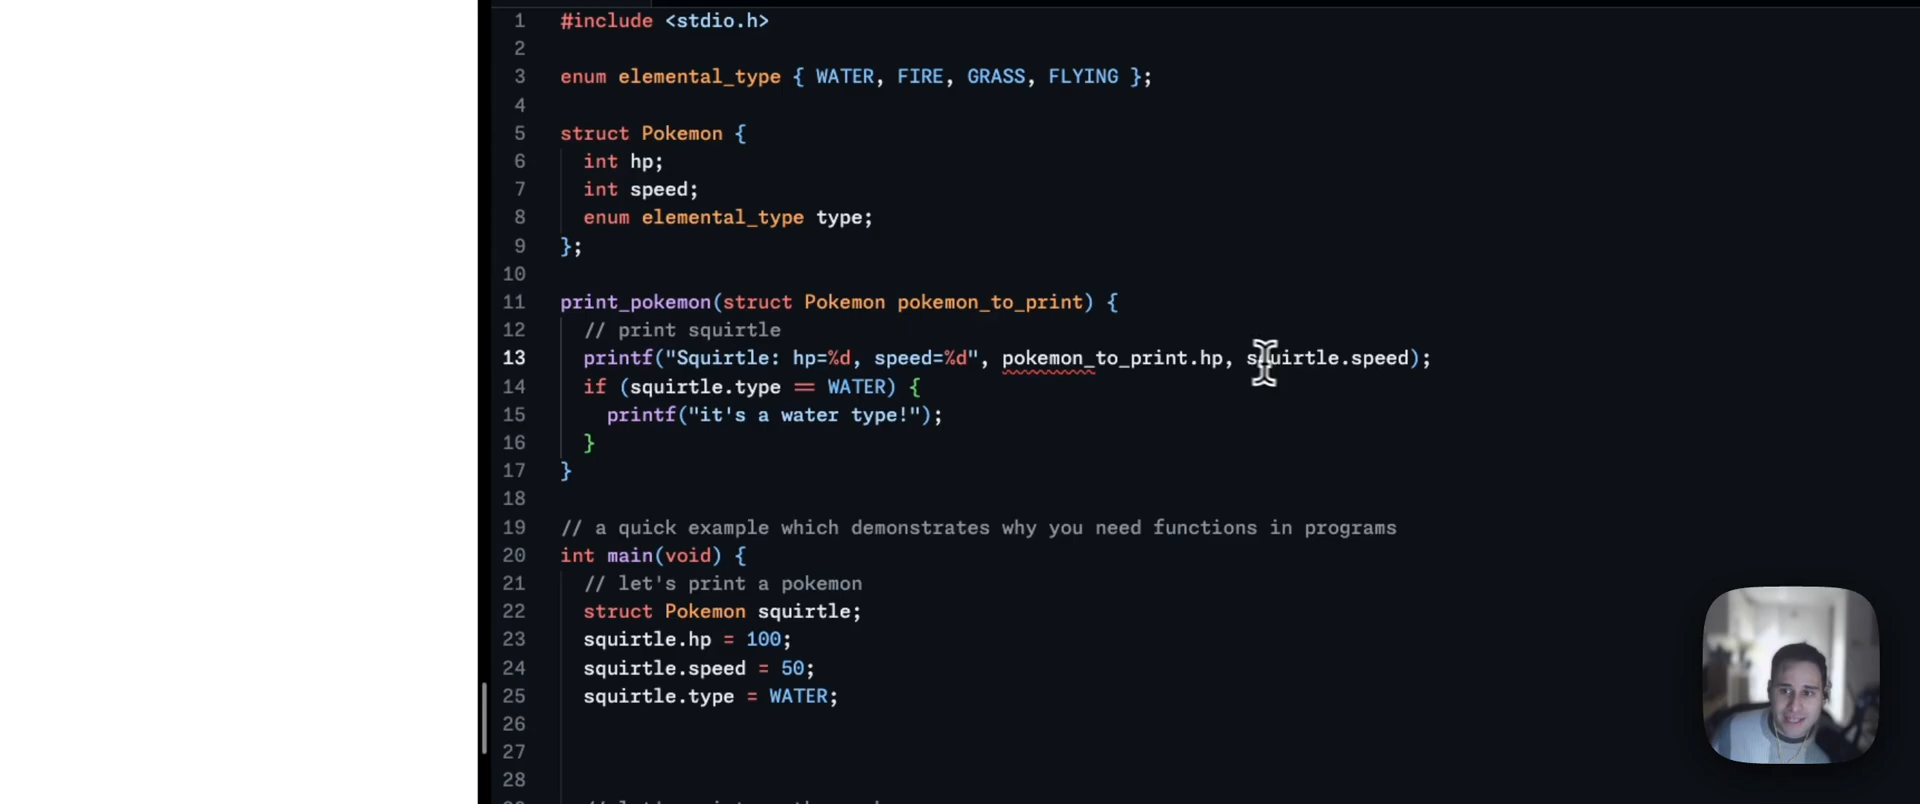 1 #include <stdio.h>
2
3 enum elemental_type { WATER, FIRE, GRASS, FLYING };
4
5 struct Pokemon {
6 int hp;
7 int speed;
8 enum elemental_type type;
9 };
10
11 print_pokemon(struct Pokemon pokemon_to_print) {
12 // print squirtle
13 printf("Squirtle: hp=%d, speed=%d", pokemon_to_print.hp, squirtle.speed);
14 if (squirtle.type == WATER) {
15 printf("it's a water type!");
16 }
17 }
18
19 // a quick example which demonstrates why you need functions in programs
20 int main(void) {
21 // let's print a pokemon
22 struct Pokemon squirtle;
23 squirtle.hp = 100;
24 squirtle.speed = 50;
25 squirtle.type = WATER;
26
27
28